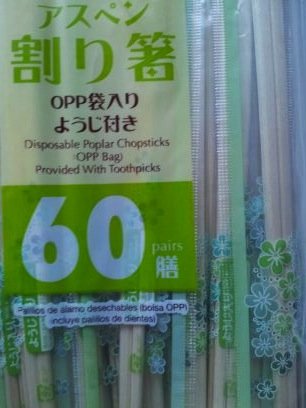 アスペン
割り箸
OPP袋入り
ようじ付き
Disposable Poplar Chopsticks
(OPP Bag)
Provided With Toothpicks
60
pairs
膳
Palillos de alamo desechables (bolsa OPP)
incluye palillos de dientes)